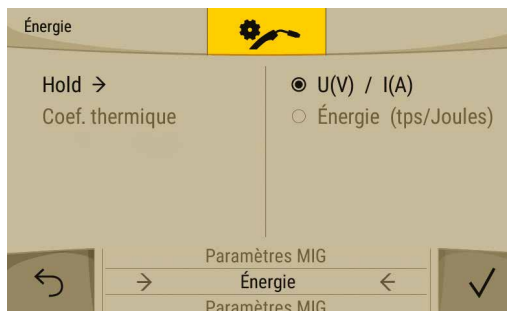 Énergie
Hold →
Coef. thermique
U(V) / I(A)
Énergie (tps/Joules)
Paramètres MIG
→ Énergie ←
Paramètres MIG